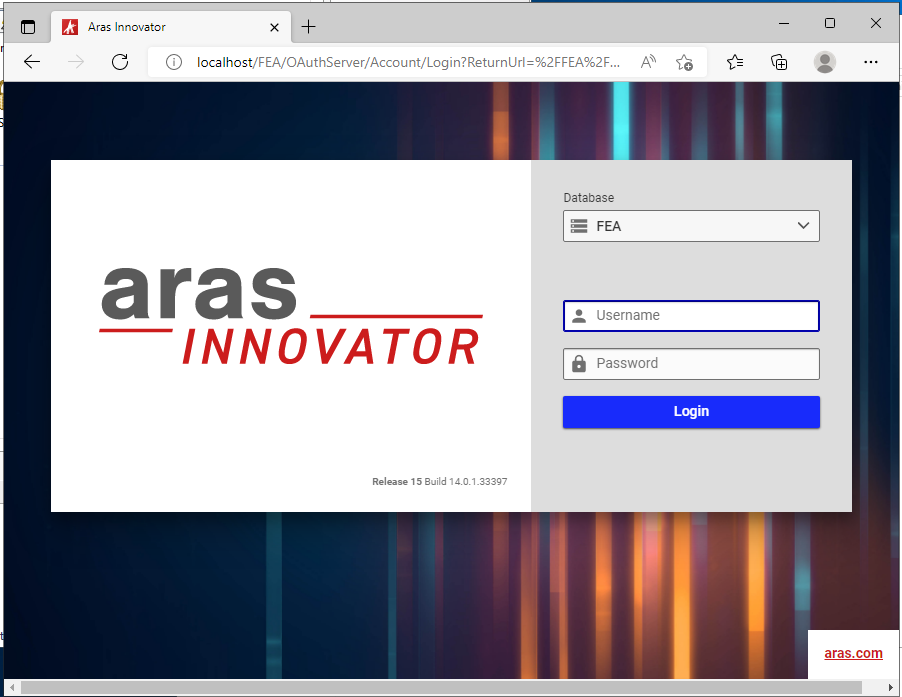 Aras Innovator
localhost/FEA/OAuthServer/Account/Login?ReturnUrl=%2FFEA%2F...
Database
FEA
aras
INNOVATOR
Username
Password
Login
Release 15 Build 14.0.1.33397
aras.com